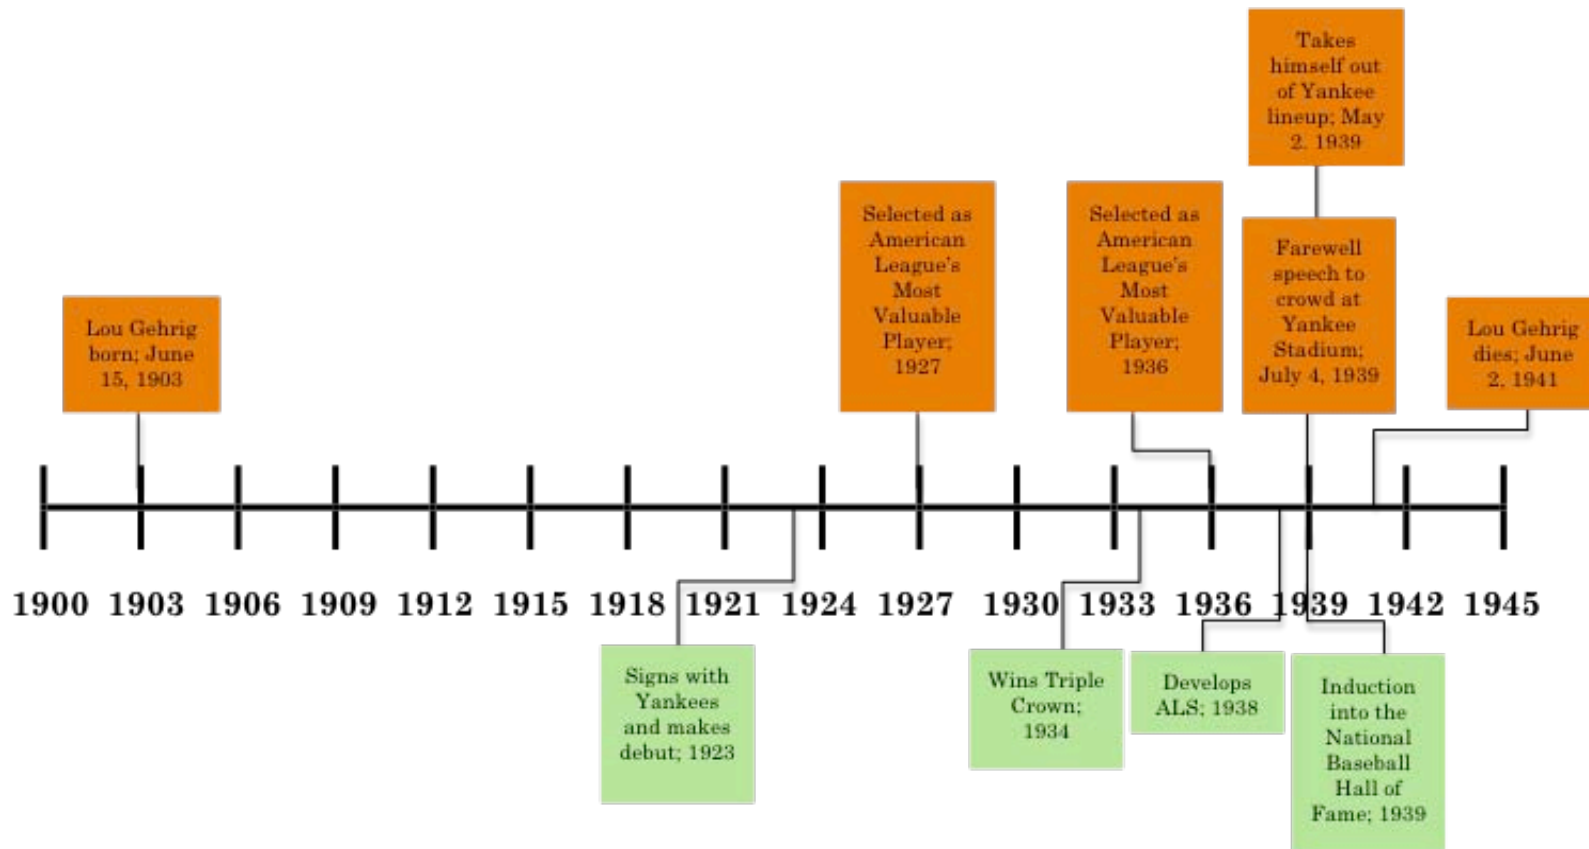 Takes
himself out
of Yankee
lineup; May
2. 1939
Selected as
American
League's
Most
Valuable
Player;
1927
Selected as
American
League's
Most
Valuable
Player;
1936
Farewell
speech to
crowd at
Yankee
Stadium;
July 4, 1939
Lou Gehrig
born; June
15, 1903
Lou Gehrig
dies; June
2, 1941
1900 1903 1906 1909 1912 1915 1918 1921 1924 1927 1930 1933 1936 1939 1942 1945
Signs with
Yankees
and makes
debut; 1923
Wins Triple
Crown;
1934
Develops
ALS; 1938
Induction
into the
National
Baseball
Hall of
Fame; 1939